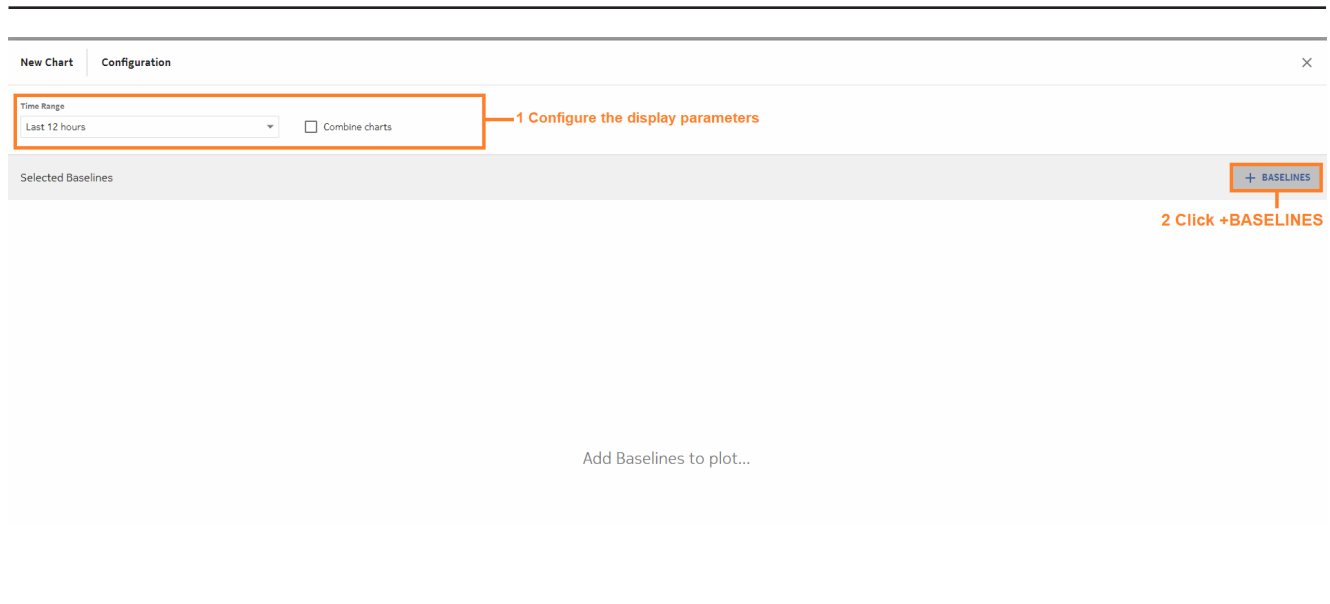 New Chart Configuration
Time Range
Last 12 hours Combine charts
1 Configure the display parameters
Selected Baselines + BASELINES
2 Click +BASELINES
Add Baselines to plot...